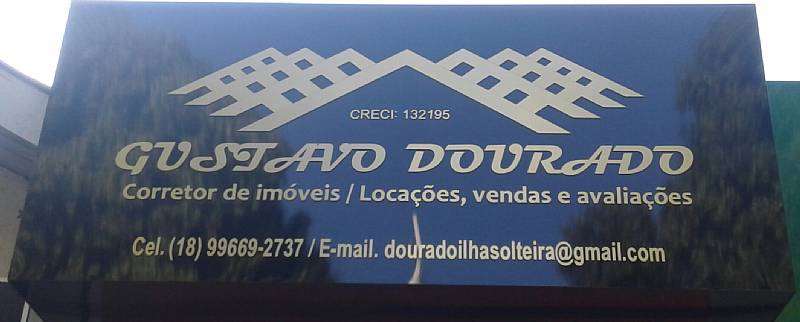 CRECI: 132195
GUSTAVO DOURADO
Corretor de imóveis / Locações, vendas e avaliações
Cel. (18) 99669-2737 / E-mail. douradoilhasolteira@gmail.com